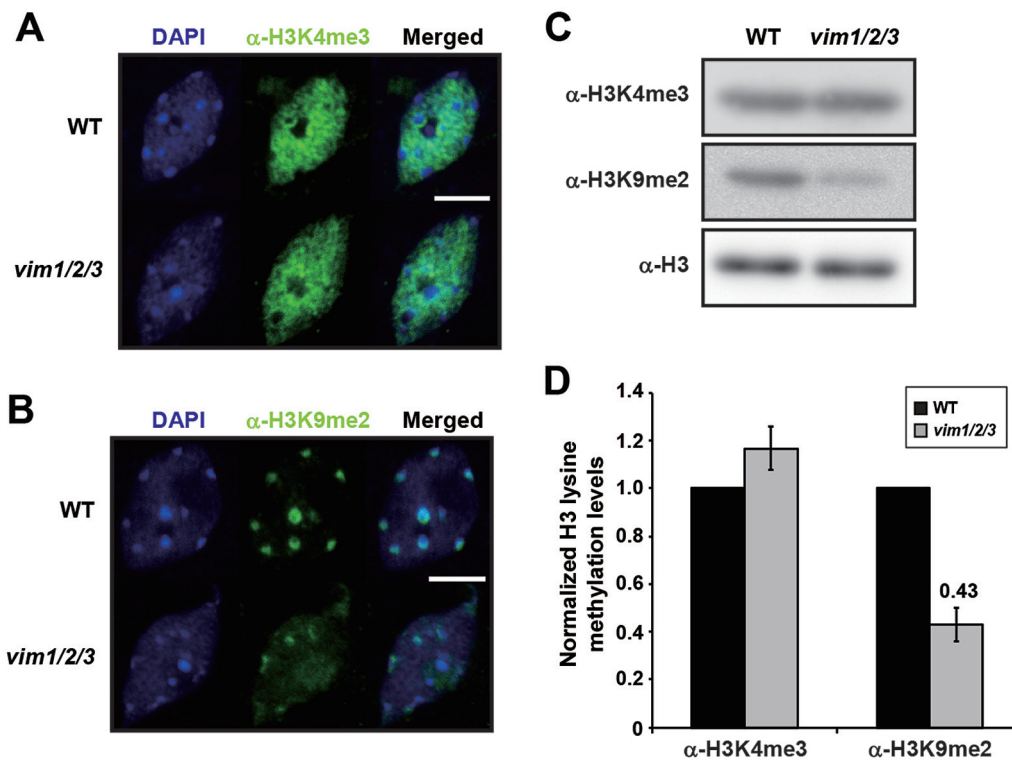 A
DAPI α-H3K4me3 Merged
WT
vim1/2/3
B
DAPI α-H3K9me2 Merged
WT
vim1/2/3
C
WT vim1/2/3
α-H3K4me3
α-H3K9me2
α-H3
D
Normalized H3 lysine
methylation levels
1.4
1.2
1.0
0.8
0.6
0.4
0.2
0
WT
vim1/2/3
0.43
α-H3K4me3 α-H3K9me2